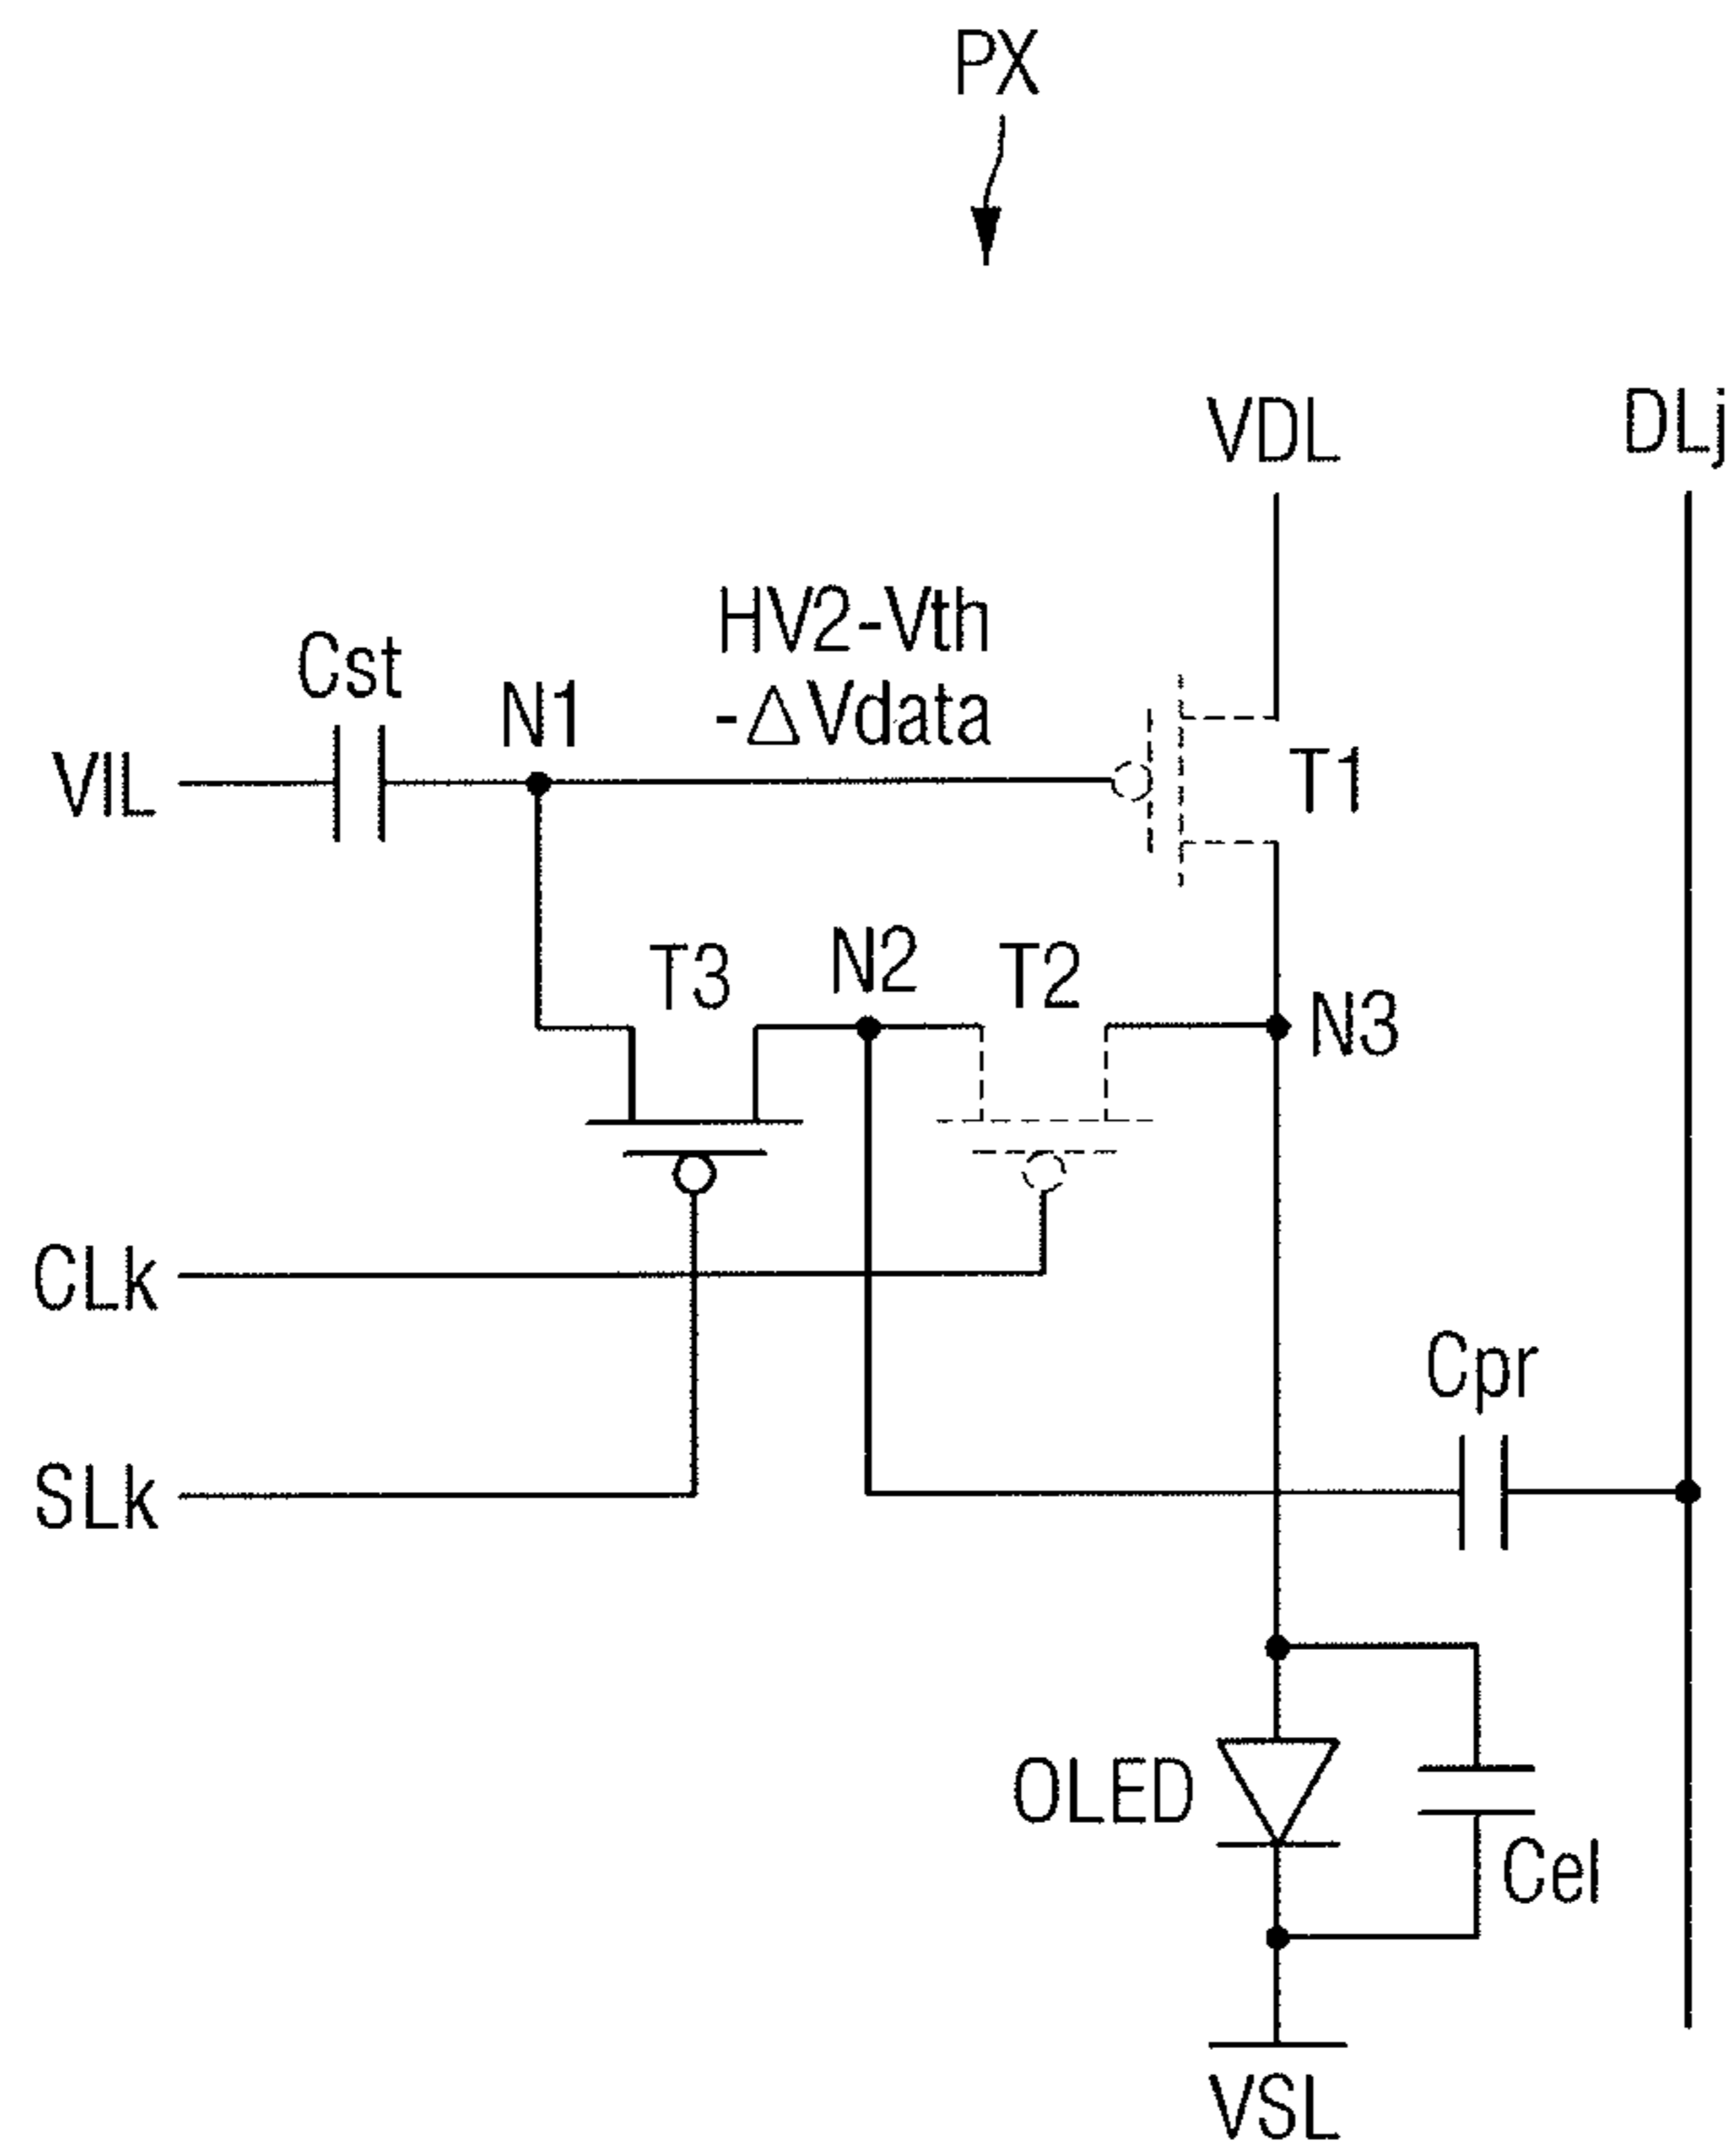 PX
VDL
DLj
HV2-Vth
-△Vdata
Cst
N1
VIL
T1
T3
N2
T2
N3
CLk
Cpr
SLk
OLED
Cel
VSL